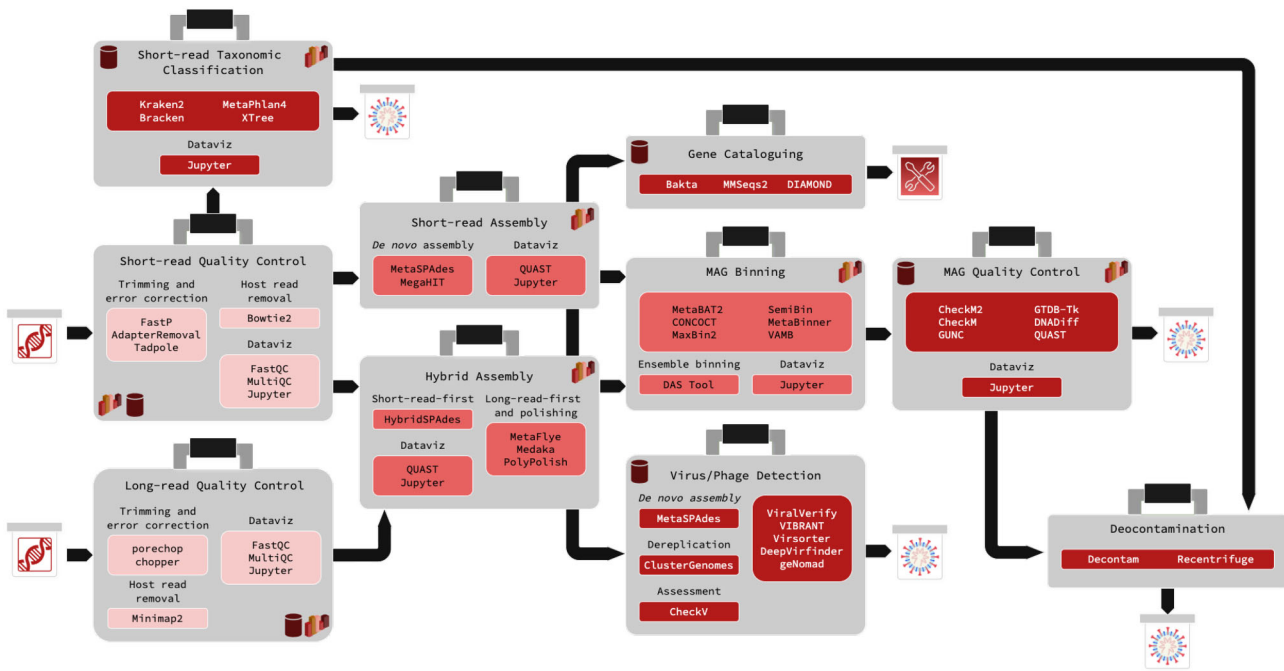 Short-read Taxonomic
Classification
Kraken2 MetaPhlan4
Bracken XTree
Dataviz
Jupyter
Gene Cataloguing
Bakta MMSeqs2 DIAMOND
Short-read Quality Control
Trimming and
error correction
FastP
AdapterRemoval
Tadpole
Host read
removal
Bowtie2
Dataviz
FastQC
MultiQC
Jupyter
Short-read Assembly
De novo assembly
MetaSPAdes
MegaHIT
Dataviz
QUAST
Jupyter
MAG Binning
MetaBAT2 SemiBin
CONCOCT MetaBinner
MaxBin2 VAMB
Ensemble binning
DAS Tool
Dataviz
Jupyter
MAG Quality Control
CheckM2 GTDB-Tk
CheckM DNADiff
GUNC QUAST
Dataviz
Jupyter
Hybrid Assembly
Short-read-first
HybridSPAdes
Dataviz
QUAST
Jupyter
Long-read-first
and polishing
MetaFlye
Medaka
PolyPolish
Long-read Quality Control
Trimming and
error correction
porechop
chopper
Host read
removal
Minimap2
Dataviz
FastQC
MultiQC
Jupyter
Virus/Phage Detection
De novo assembly
MetaSPAdes
Dereplication
ClusterGenomes
Assessment
CheckV
ViralVerify
VIBRANT
Virsorter
DeepVirfinder
geNomad
Deocontamination
Decontam Recentrifuge